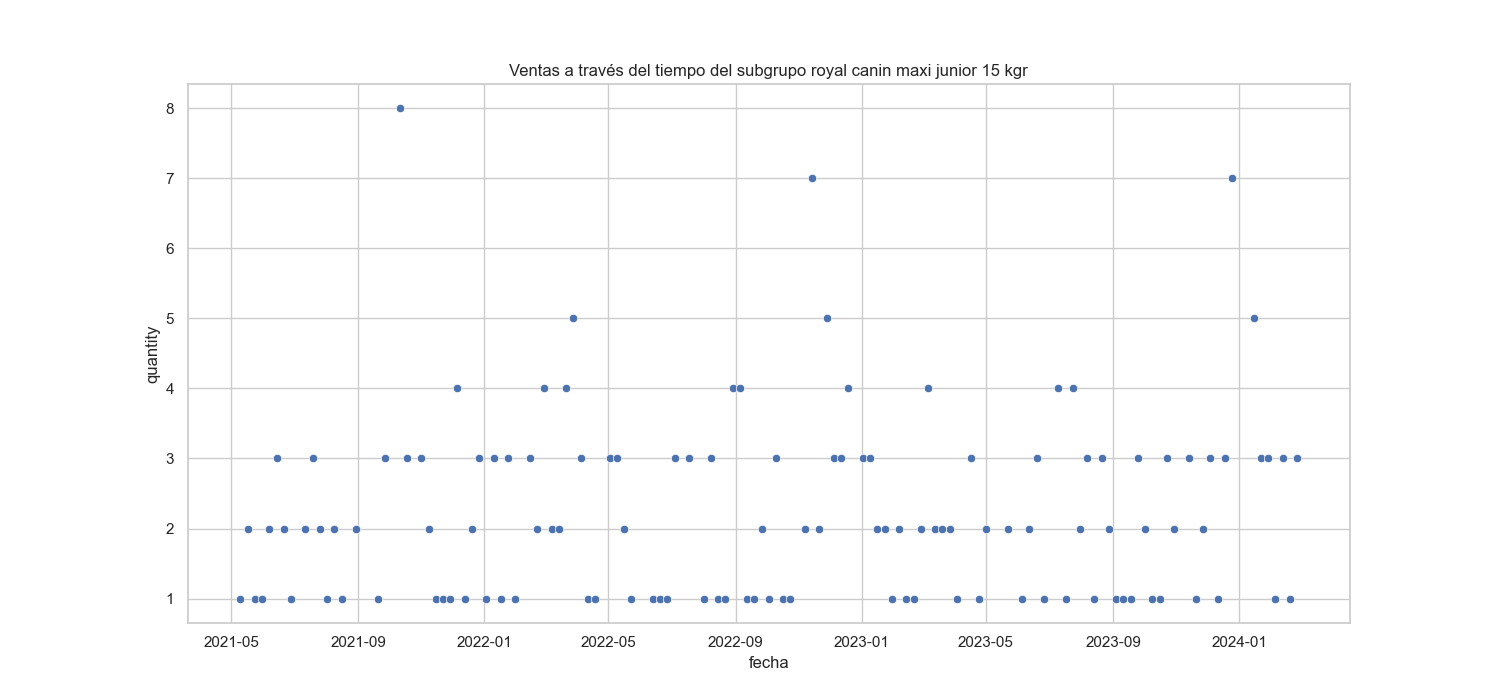 Ventas a través del tiempo del subgrupo royal canin maxi junior 15 kgr
8
7
6
5
4
3
2
1
quantity
2021-05 2021-09 2022-01 2022-05 2022-09 2023-01 2023-05 2023-09 2024-01
fecha